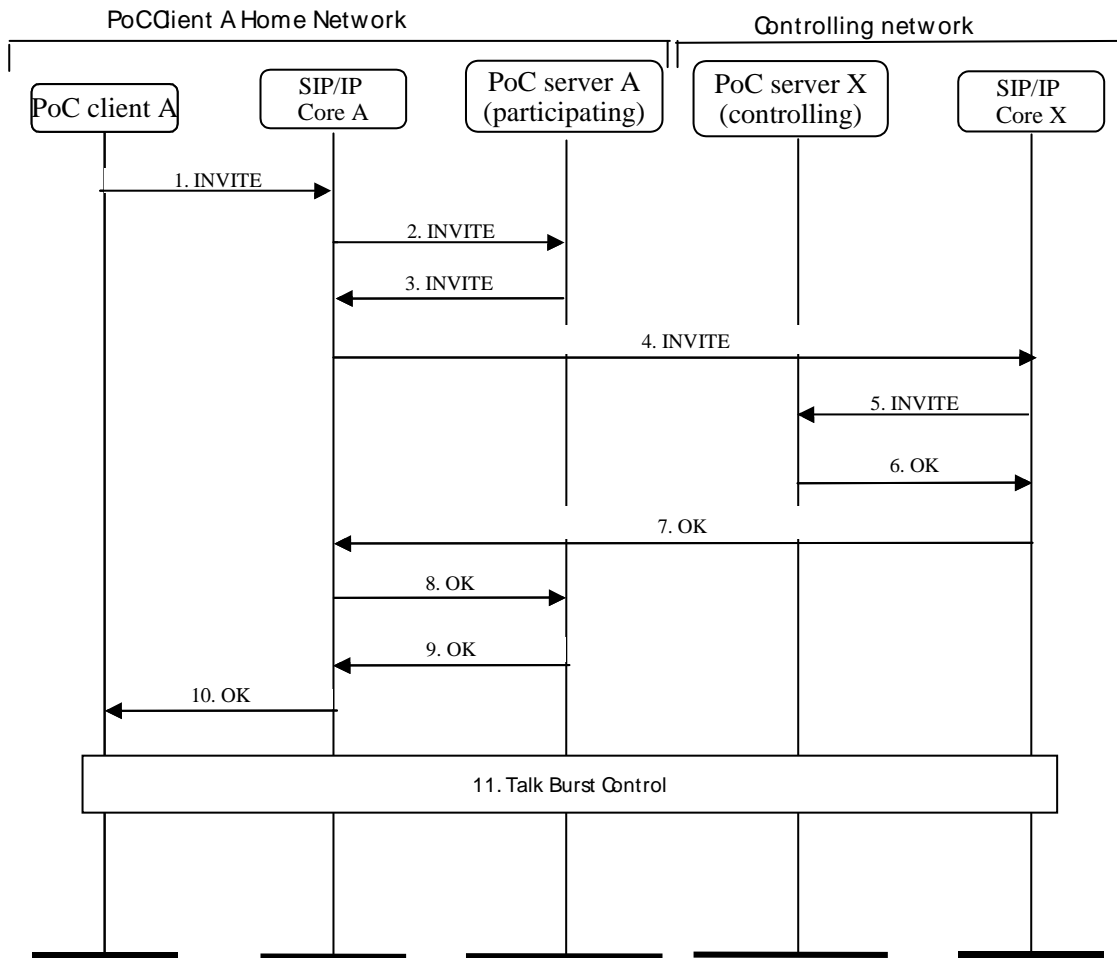 PoCClient A Home Network
Controlling network
PoC client A
SIP/IP
Core A
PoC server A
(participating)
PoC server X
(controlling)
SIP/IP
Core X
1. INVITE
2. INVITE
3. INVITE
4. INVITE
5. INVITE
6. OK
7. OK
8. OK
9. OK
10. OK
11. Talk Burst Control